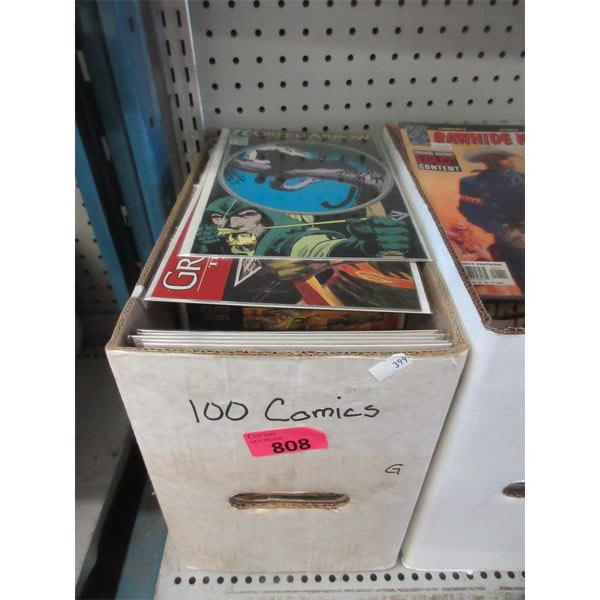 GREEN ARROW
GR
RAWHIDE K
CONTENT
399
100 Comics
808
G